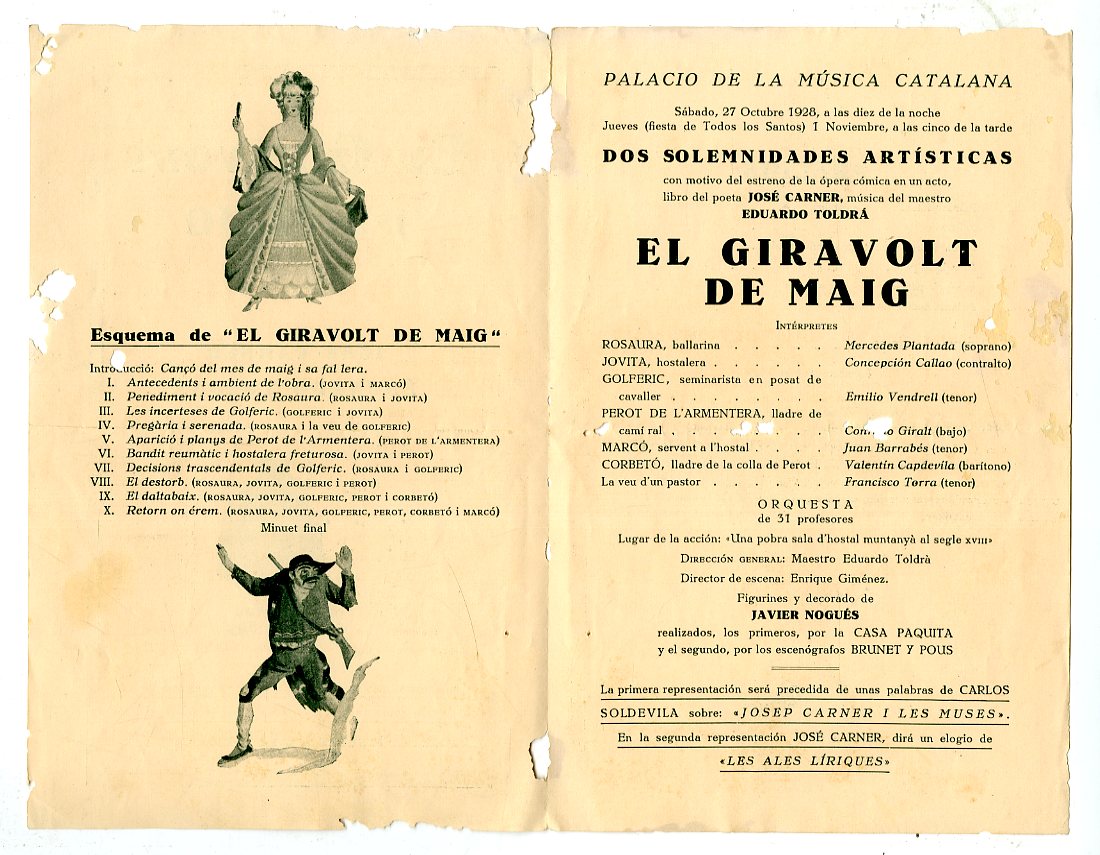 Esquema de "EL GIRAVOLT DE MAIG"
Introducció: Cançó del mes de maig i sa fal lera.
I. Antecedents i ambient de l'obra. (JOVITA i MARCÓ)
II. Penediment i vocació de Rosaura. (ROSAURA i JOVITA)
III. Les incerteses de Golferic. (GOLFERIC i JOVITA)
IV. Pregària i serenada. (ROSAURA i la veu de GOLFERIC)
V. Aparició i planys de Perot de l'Armentera. (PEROT DE L'ARMENTERA)
VI. Bandit reumàtic i hostalera freturosa. (JOVITA i PEROT)
VII. Decisions trascendentals de Golferic. (ROSAURA i GOLFERIC)
VIII. El destorb. (ROSAURA, JOVITA, GOLFERIC i PEROT)
IX. El daltabaix. (ROSAURA, JOVITA, GOLFERIC, PEROT i CORBETÓ)
X. Retorn on érem. (ROSAURA, JOVITA, GOLFERIC, PEROT, CORBETÓ i MARCÓ)
Minuet final
PALACIO DE LA MÚSICA CATALANA
Sábado, 27 Octubre 1928, a las diez de la noche
Jueves (fiesta de Todos los Santos) 1 Noviembre, a las cinco de la tarde
DOS SOLEMNIDADES ARTÍSTICAS
con motivo del estreno de la ópera cómica en un acto,
libro del poeta JOSÉ CARNER, música del maestro
EDUARDO TOLDRÁ
EL GIRAVOLT
DE MAIG
INTÉRPRETES
ROSAURA, ballarina . . . . . Mercedes Plantada (soprano)
JOVITA, hostalera . . . . . . Concepción Callao (contralto)
GOLFERIC, seminarista en posat de
cavaller . . . . . . . . Emilio Vendrell (tenor)
PEROT DE L'ARMENTERA, lladre de
camí ral . . . . . . . . Giralt (bajo)
MARCÓ, servent a l'hostal . . . . Juan Barrabés (tenor)
CORBETÓ, lladre de la colla de Perot . Valentín Capdevila (barítono)
La veu d'un pastor . . . . . . Francisco Torra (tenor)
ORQUESTA
de 31 profesores
Lugar de la acción: «Una pobra sala d'hostal muntanyà al segle XVIII»
DIRECCIÓN GENERAL: Maestro Eduardo Toldrà
Director de escena: Enrique Giménez.
Figurines y decorado de
JAVIER NOGUÉS
realizados, los primeros, por la CASA PAQUITA
y el segundo, por los escenógrafos BRUNET Y POUS
La primera representación será precedida de unas palabras de CARLOS
SOLDEVILA sobre: «JOSEP CARNER I LES MUSES».
En la segunda representación JOSÉ CARNER, dirá un elogio de
«LES ALES LÍRIQUES»